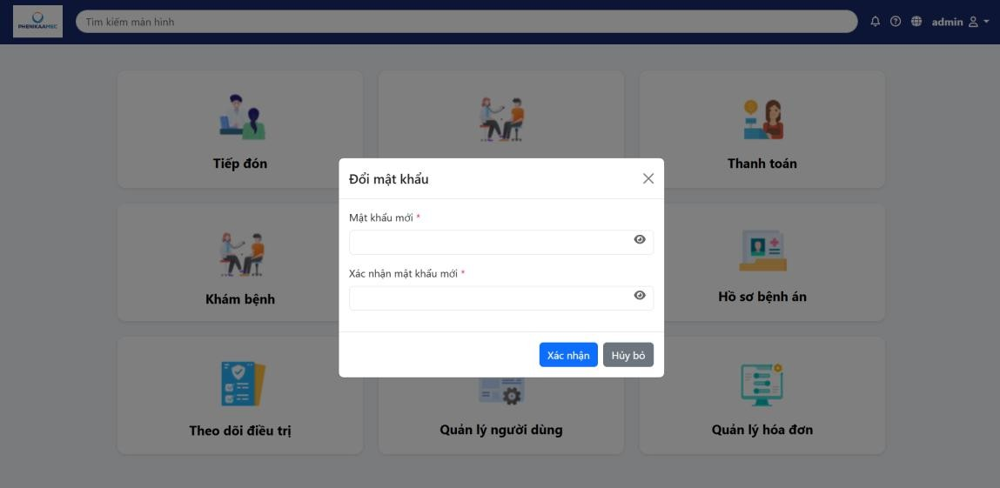 PHENIKAAMEC
Tìm kiếm màn hình
admin
Tiếp đón
Thanh toán
Đổi mật khẩu
Mật khẩu mới *
Xác nhận mật khẩu mới *
Khám bệnh
Hồ sơ bệnh án
Xác nhận
Hủy bỏ
Theo dõi điều trị
Quản lý người dùng
Quản lý hóa đơn